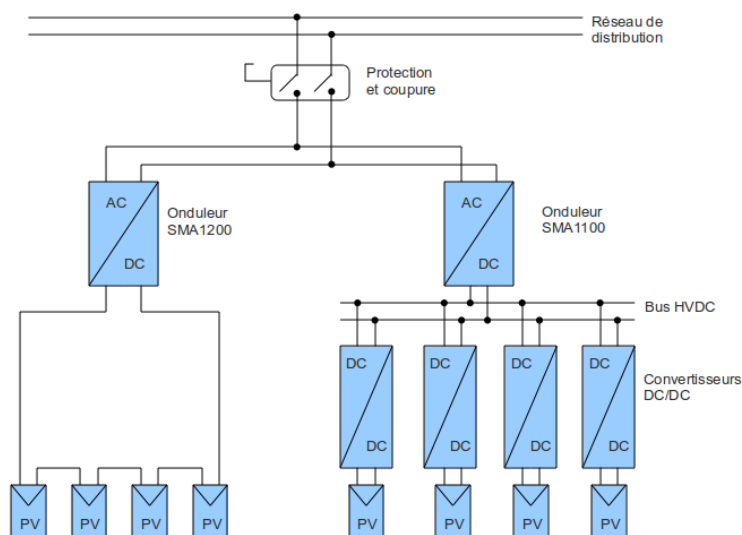 Réseau de
distribution
Protection
et coupure
AC
DC
Onduleur
SMA1200
AC
DC
Onduleur
SMA1100
Bus HVDC
DC
DC
DC
DC
DC
DC
DC
DC
Convertisseurs
DC/DC
PV
PV
PV
PV
PV
PV
PV
PV